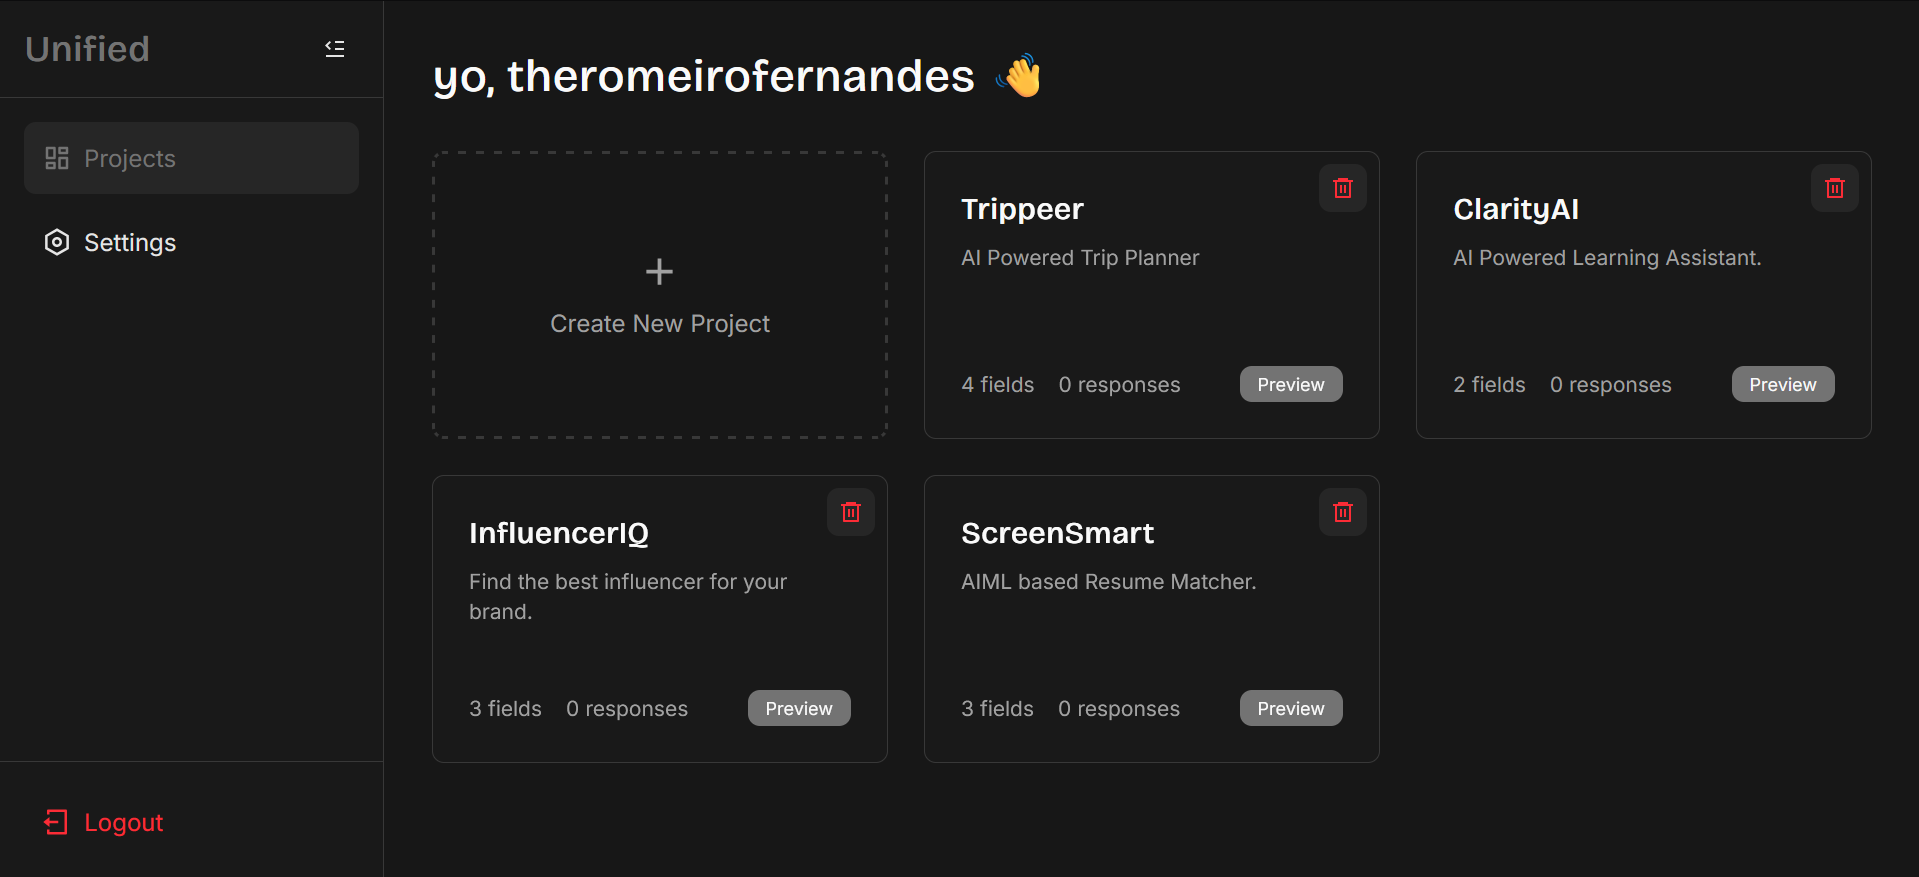 Unified
Projects
Settings
Logout
yo, theromeirofernandes 👋
Create New Project
Trippeer
AI Powered Trip Planner
4 fields 0 responses Preview
ClarityAI
AI Powered Learning Assistant.
2 fields 0 responses Preview
InfluencerIQ
Find the best influencer for your
brand.
3 fields 0 responses Preview
ScreenSmart
AIML based Resume Matcher.
3 fields 0 responses Preview